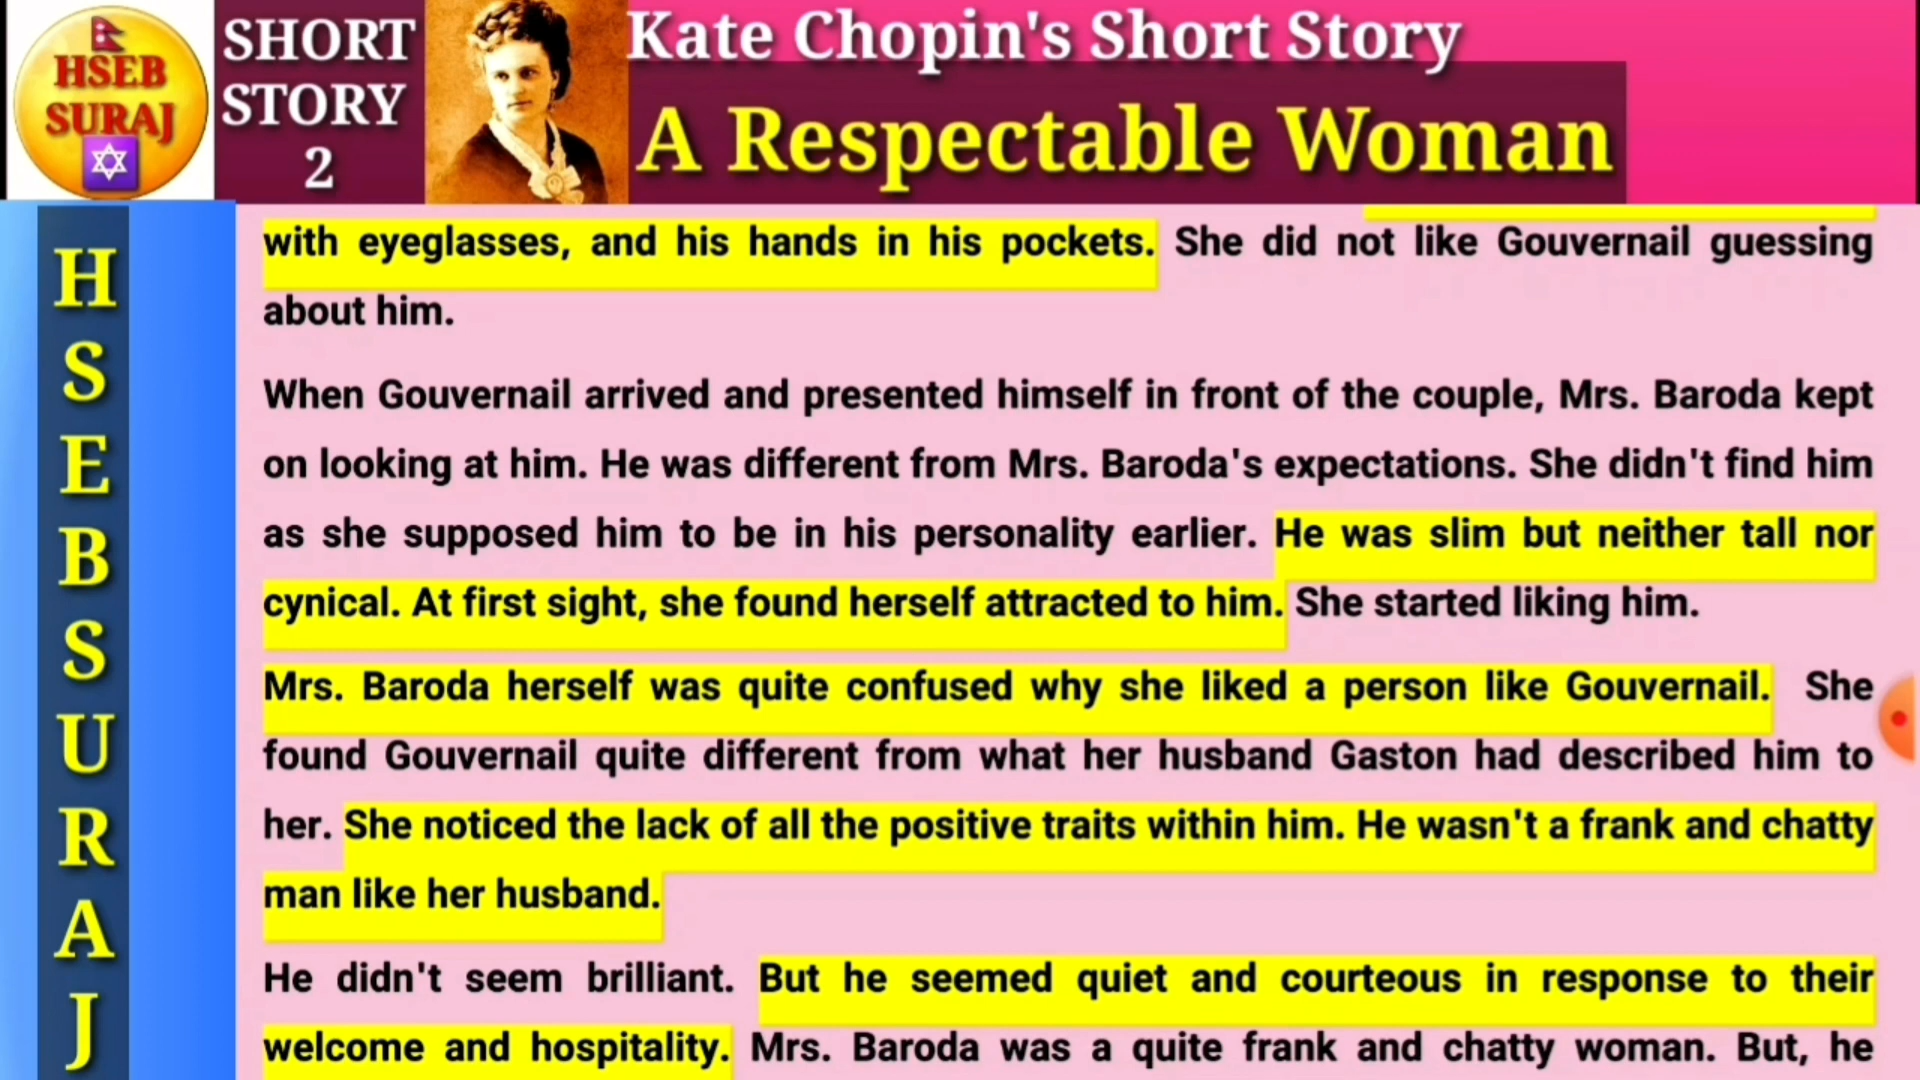 HSEB
SURAJ
SHORT
STORY
2
Kate Chopin's Short Story
A Respectable Woman
H
S
E
B
S
U
R
A
J
with eyeglasses, and his hands in his pockets. She did not like Gouvernail guessing
about him.
When Gouvernail arrived and presented himself in front of the couple, Mrs. Baroda kept
on looking at him. He was different from Mrs. Baroda's expectations. She didn't find him
as she supposed him to be in his personality earlier. He was slim but neither tall nor
cynical. At first sight, she found herself attracted to him. She started liking him.
Mrs. Baroda herself was quite confused why she liked a person like Gouvernail. She
found Gouvernail quite different from what her husband Gaston had described him to
her. She noticed the lack of all the positive traits within him. He wasn't a frank and chatty
man like her husband.
He didn't seem brilliant. But he seemed quiet and courteous in response to their
welcome and hospitality. Mrs. Baroda was a quite frank and chatty woman. But, he